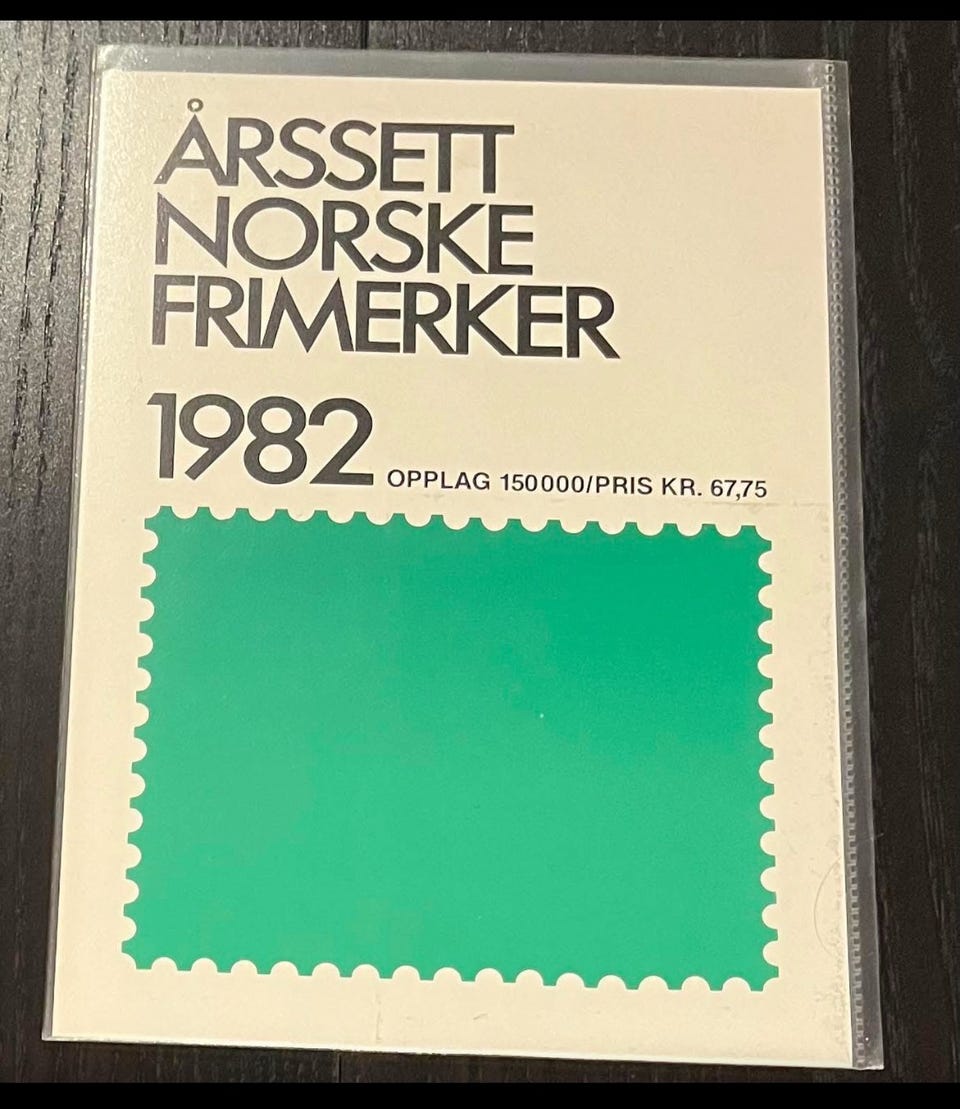 ÅRSSETT
NORSKE
FRIMERKER
1982 OPPLAG 150000/PRIS KR. 67,75